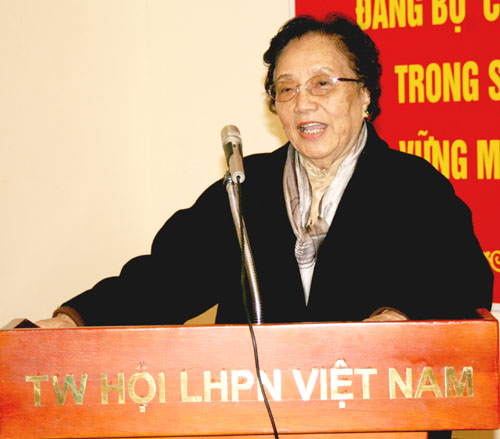 ĐẢNG BỘ
TRONG
VỮNG
TW HỘI LHPN VIỆT NAM